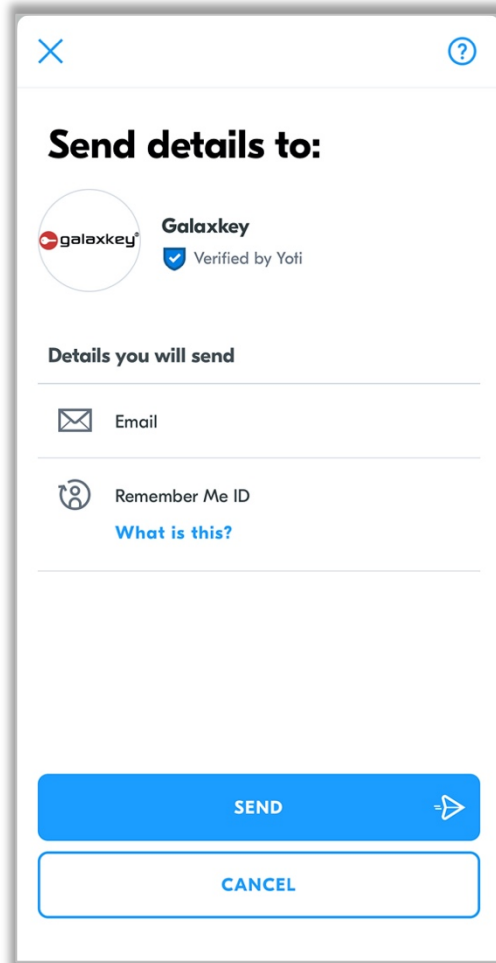 ?
Send details to:
galaxkey®
Galaxkey
Verified by Yoti
Details you will send
Email
Remember Me ID
What is this?
SEND
CANCEL